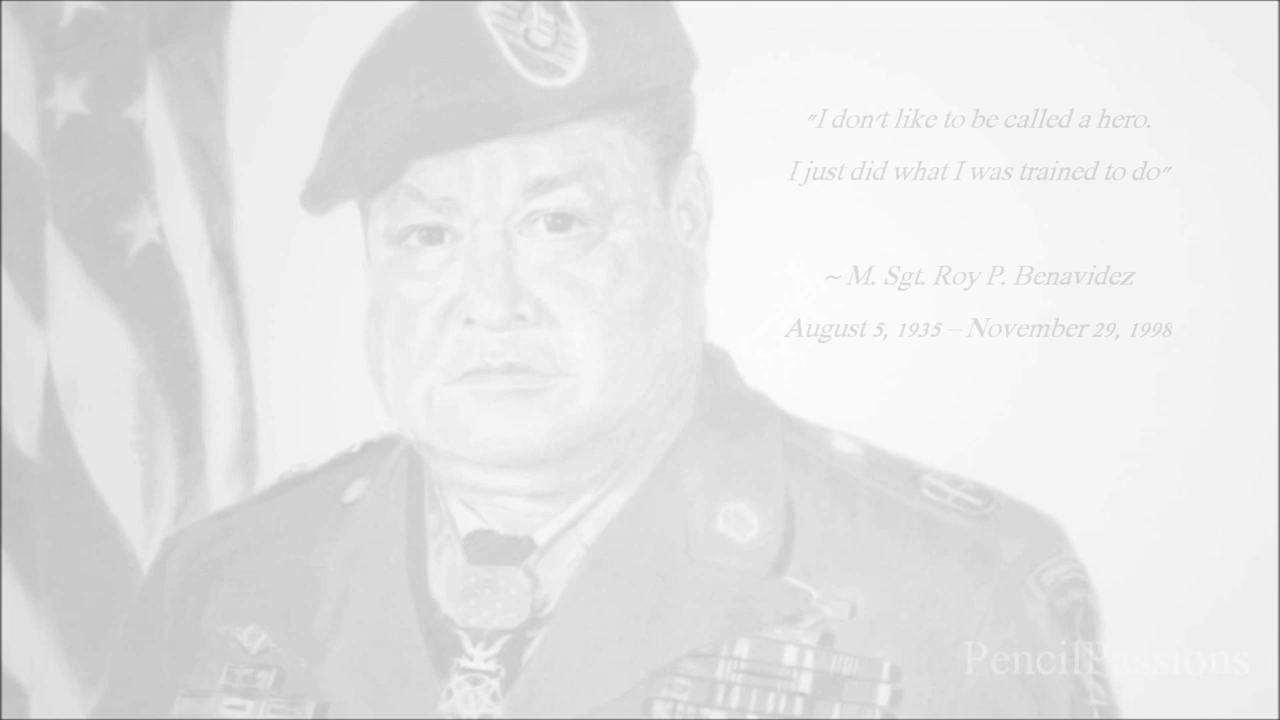 "I don't like to be called a hero.
I just did what I was trained to do"
~ M. Sgt. Roy P. Benavidez
August 5, 1935 – November 29, 1998
PencilPassions